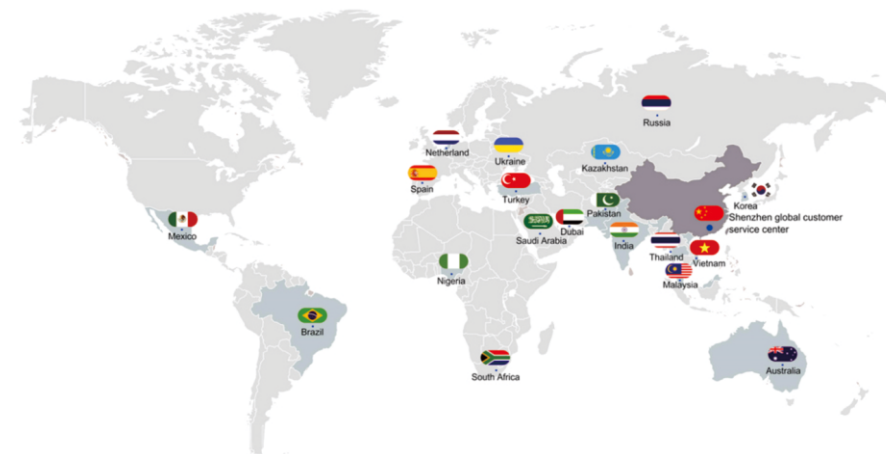 Russia
Netherland
Ukraine
Kazakhstan
Spain
Turkey
Pakistan
Korea
Mexico
Shenzhen global customer
service center
Saudi Arabia
Dubai
India
Thailand
Vietnam
Nigeria
Malaysia
Brazil
Australia
South Africa